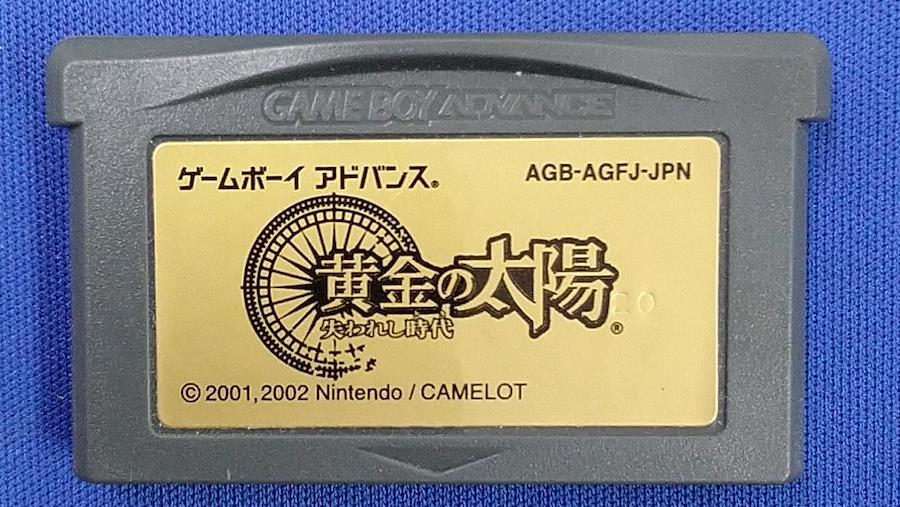 GAME BOY ADVANCE
ゲームボーイ アドバンス®
AGB-AGFJ-JPN
黄金の太陽®
失われし時代
20
© 2001,2002 Nintendo / CAMELOT